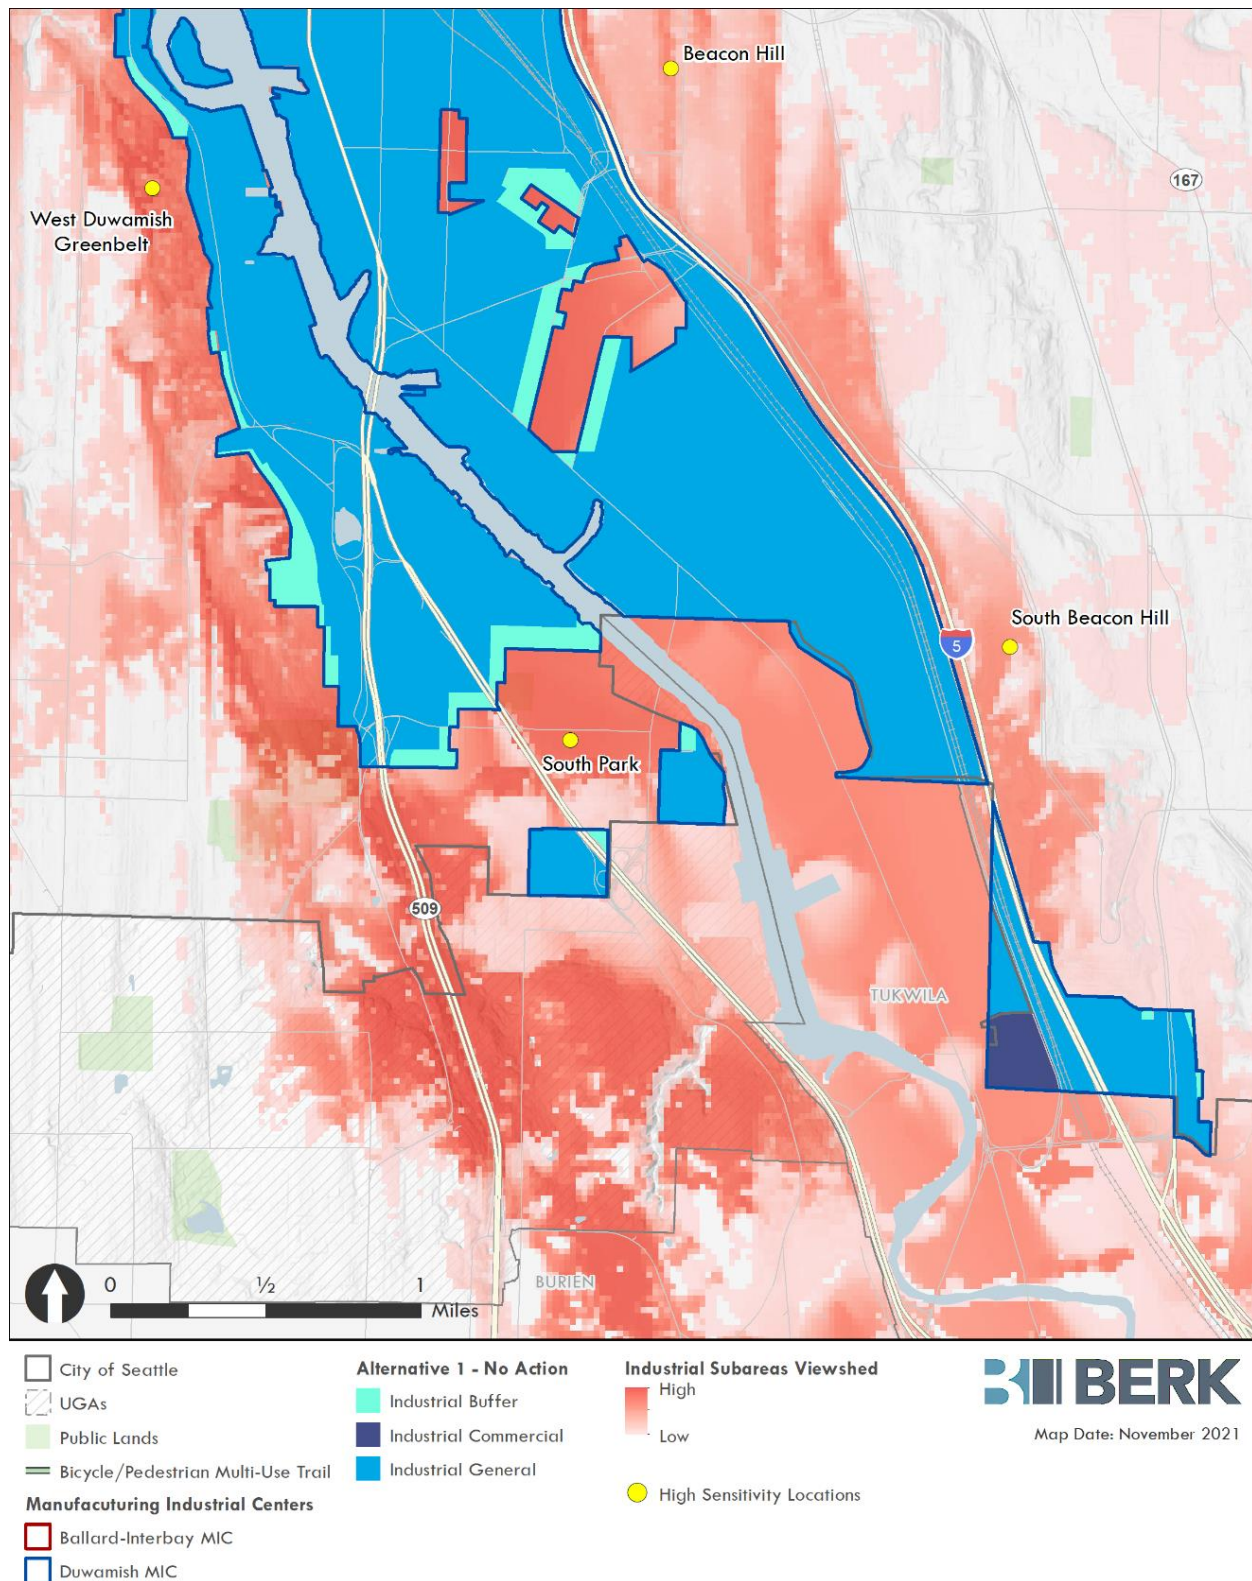 Beacon Hill
167
West Duwamish
Greenbelt
South Beacon Hill
5
South Park
509
TUKWILA
BURIEN
0 ½ 1
Miles
City of Seattle
UGAs
Public Lands
Bicycle/Pedestrian Multi-Use Trail
Manufacuturing Industrial Centers
Ballard-Interbay MIC
Duwamish MIC
Alternative 1 - No Action
Industrial Buffer
Industrial Commercial
Industrial General
Industrial Subareas Viewshed
High
Low
High Sensitivity Locations
BERK
Map Date: November 2021